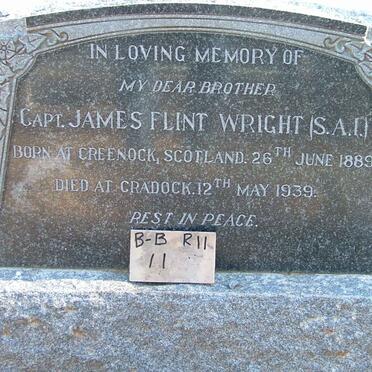 IN LOVING MEMORY OF
MY DEAR BROTHER
CAPT. JAMES FLINT WRIGHT (S.A.I.)
BORN AT GREENOCK, SCOTLAND. 26TH JUNE 1889
DIED AT CRADOCK. 12TH MAY 1939.
REST IN PEACE.
B-B R11
11